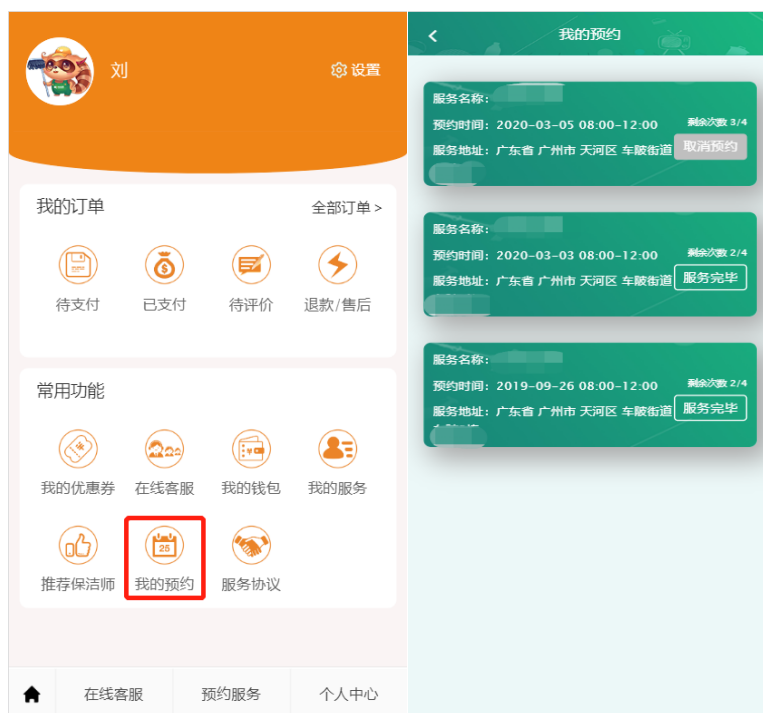 刘
设置
我的订单
全部订单 >
待支付
已支付
待评价
退款/售后
常用功能
我的优惠券
在线客服
我的钱包
我的服务
推荐保洁师
25
我的预约
服务协议
在线客服
预约服务
个人中心
我的预约
服务名称：
预约时间：2020-03-05 08:00-12:00
剩余次数 3/4
服务地址：广东省 广州市 天河区 车陂街道
取消预约
服务名称：
预约时间：2020-03-03 08:00-12:00
剩余次数 2/4
服务地址：广东省 广州市 天河区 车陂街道
服务完毕
服务名称：
预约时间：2019-09-26 08:00-12:00
剩余次数 2/4
服务地址：广东省 广州市 天河区 车陂街道
服务完毕